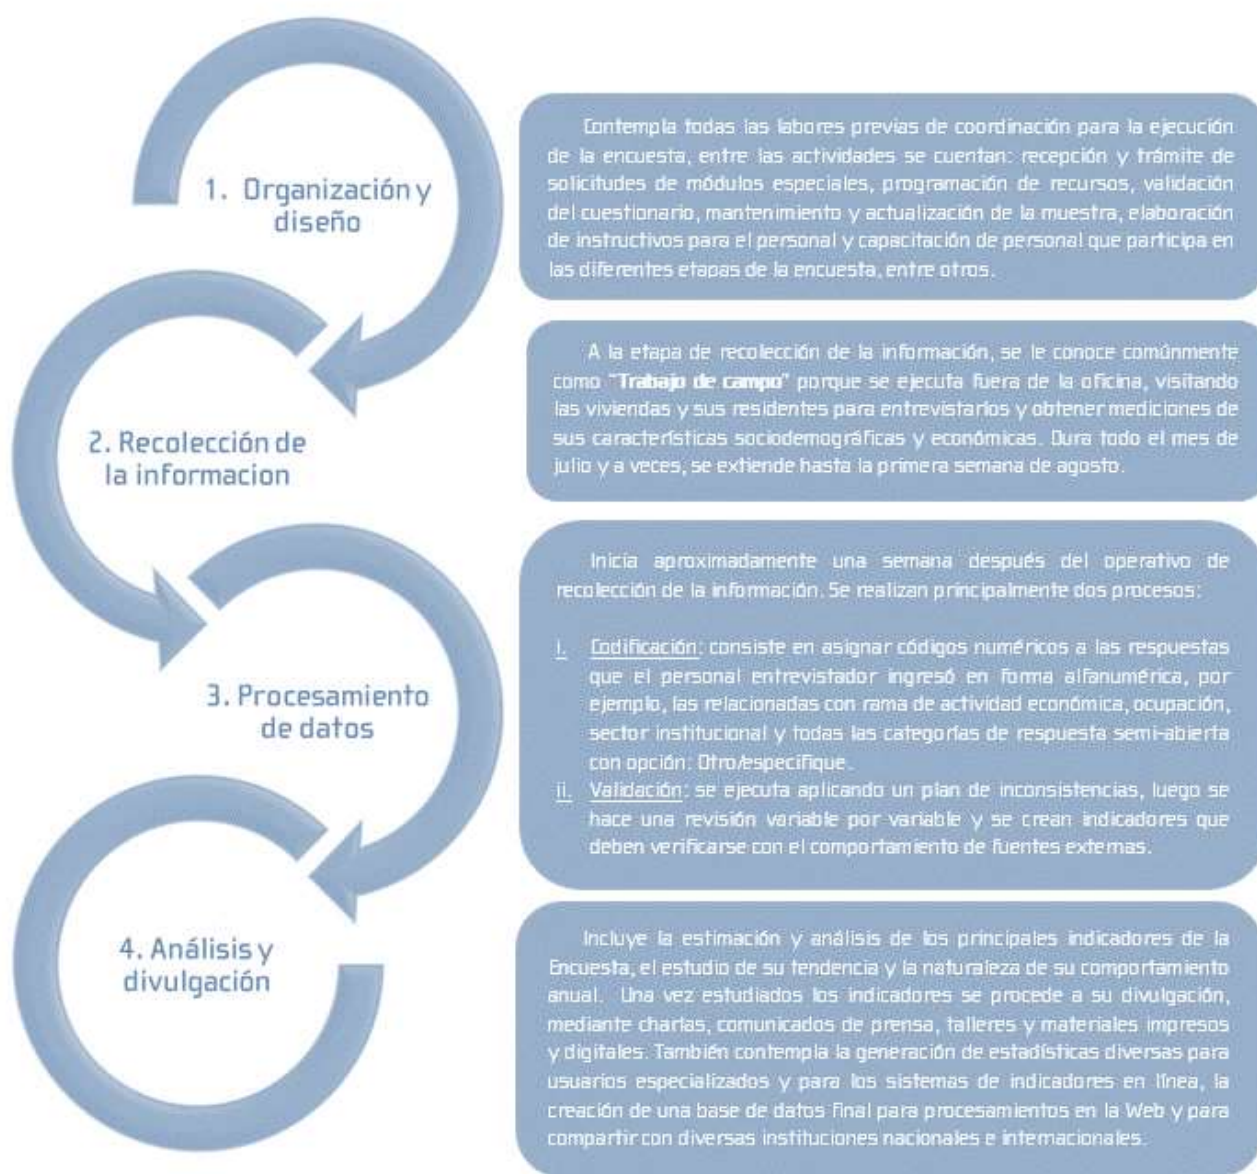 1. Organización y
diseño
Contempla todas las labores previas de coordinación para la ejecución
de la encuesta, entre las actividades se cuentan: recepción y trámite de
solicitudes de módulos especiales, programación de recursos, validación
del cuestionario, mantenimiento y actualización de la muestra, elaboración
de instructivos para el personal y capacitación de personal que participa en
las diferentes etapas de la encuesta, entre otros.
2. Recolección de
la informacion
A la etapa de recolección de la información, se le conoce comúnmente
como "Trabajo de campo" porque se ejecuta fuera de la oficina, visitando
las viviendas y sus residentes para entrevistarlos y obtener mediciones de
sus características sociodemográficas y económicas. Dura todo el mes de
julio y a veces, se extiende hasta la primera semana de agosto.
3. Procesamiento
de datos
Inicia aproximadamente una semana después del operativo de
recolección de la información. Se realizan principalmente dos procesos:
i. Codificación: consiste en asignar códigos numéricos a las respuestas
que el personal entrevistador ingresó en forma alfanumérica, por
ejemplo, las relacionadas con rama de actividad económica, ocupación,
sector institucional y todas las categorías de respuesta semi-abierta
con opción: Otro/especifique.
ii. Validación: se ejecuta aplicando un plan de inconsistencias, luego se
hace una revisión variable por variable y se crean indicadores que
deben verificarse con el comportamiento de fuentes externas.
4. Análisis y
divulgación
Incluye la estimación y análisis de los principales indicadores de la
Encuesta, el estudio de su tendencia y la naturaleza de su comportamiento
anual. Una vez estudiados los indicadores se procede a su divulgación,
mediante charlas, comunicados de prensa, talleres y materiales impresos
y digitales. También contempla la generación de estadísticas diversas para
usuarios especializados y para los sistemas de indicadores en línea, la
creación de una base de datos final para procesamientos en la Web y para
compartir con diversas instituciones nacionales e internacionales.